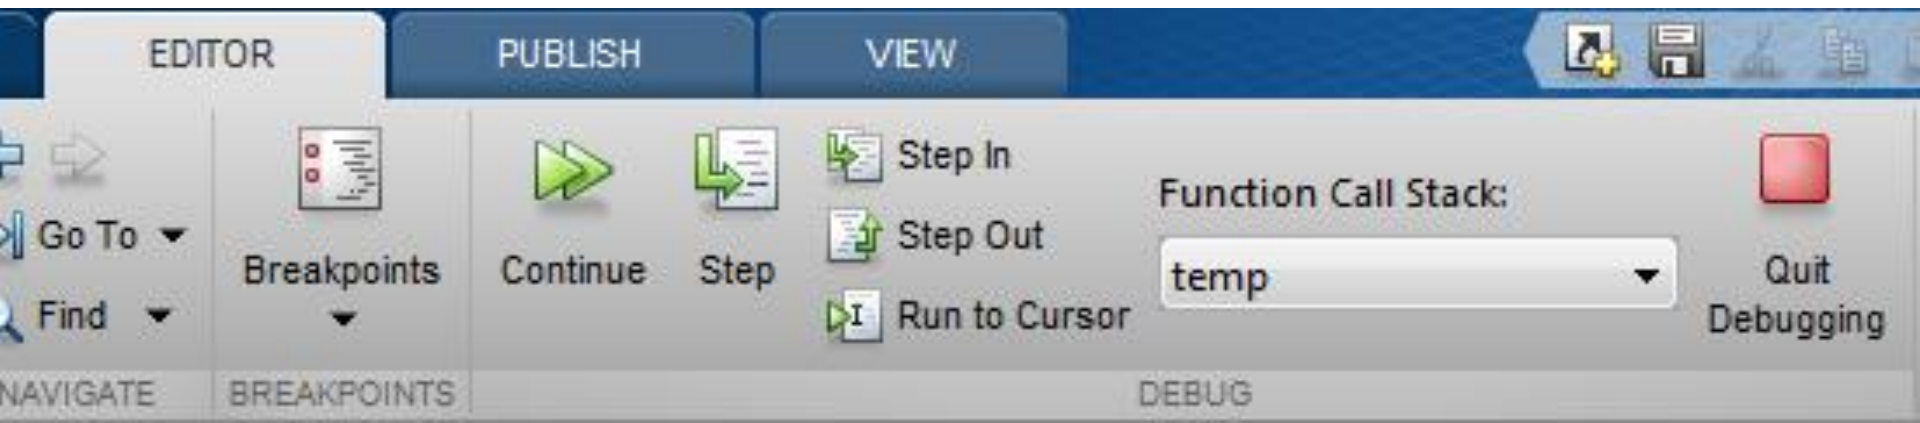 EDITOR
PUBLISH
VIEW
Go To
Find
Breakpoints
Continue
Step
Step In
Step Out
Run to Cursor
Function Call Stack:
temp
Quit
Debugging
NAVIGATE
BREAKPOINTS
DEBUG